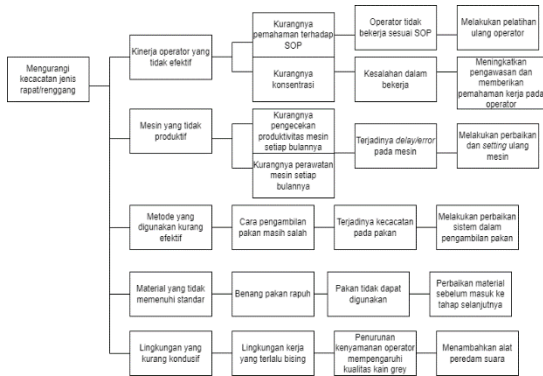 Mengurangi
kecacatan jenis
rapat/renggang
Kinerja operator yang
tidak efektif
Kurangnya
pemahaman terhadap
SOP
Operator tidak
bekerja sesuai SOP
Melakukan pelatihan
ulang operator
Kurangnya
konsentrasi
Kesalahan dalam
bekerja
Meningkatkan
pengawasan dan
memberikan
pemahaman kerja pada
operator
Mesin yang tidak
produktif
Kurangnya
pengecekan
produktivitas mesin
setiap bulannya
Kurangnya perawatan
mesin setiap
bulannya
Terjadinya delay/error
pada mesin
Melakukan perbaikan
dan setting ulang
mesin
Metode yang
digunakan kurang
efektif
Cara pengambilan
pakan masih salah
Terjadinya kecacatan
pada pakan
Melakukan perbaikan
sistem dalam
pengambilan pakan
Material yang tidak
memenuhi standar
Benang pakan rapuh
Pakan tidak dapat
digunakan
Perbaikan material
sebelum masuk ke
tahap selanjutnya
Lingkungan yang
kurang kondusif
Lingkungan kerja
yang terlalu bising
Penurunan
kenyamanan operator
mempengaruhi
kualitas kain grey
Menambahkan alat
peredam suara